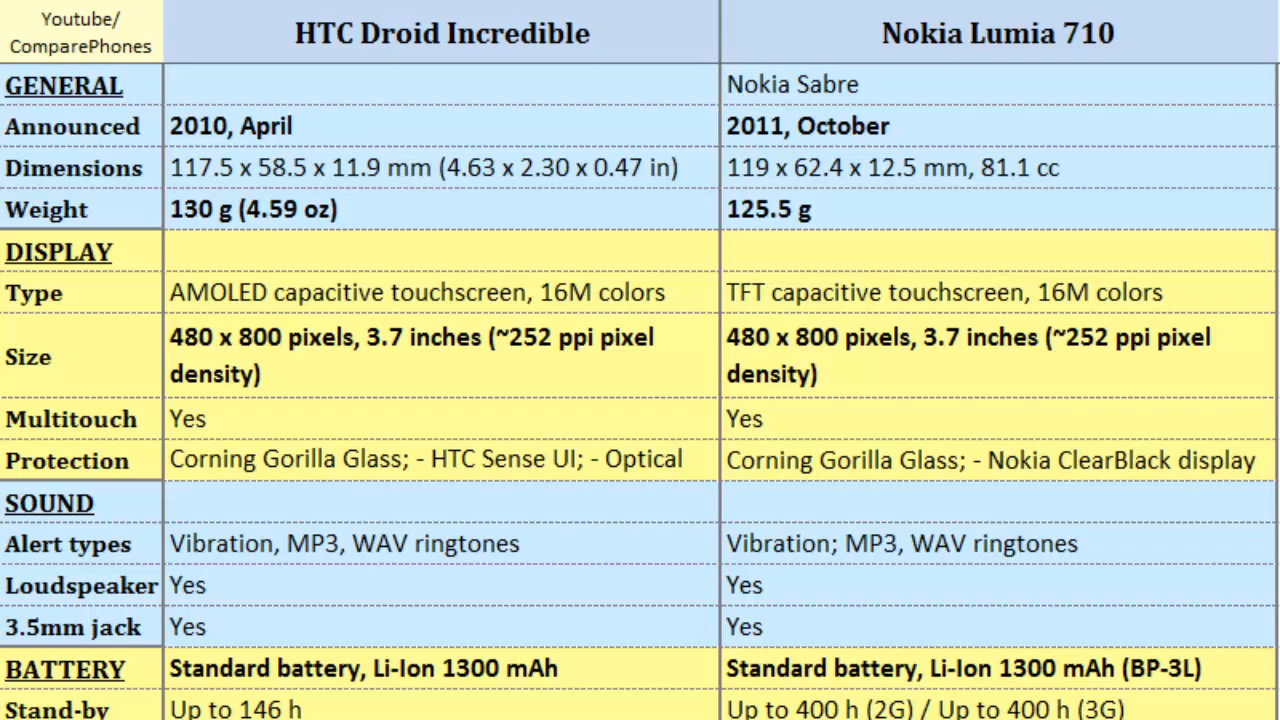 Youtube/
ComparePhones
HTC Droid Incredible
Nokia Lumia 710
GENERAL
Nokia Sabre
Announced 2010, April 2011, October
Dimensions 117.5 x 58.5 x 11.9 mm (4.63 x 2.30 x 0.47 in) 119 x 62.4 x 12.5 mm, 81.1 cc
Weight 130 g (4.59 oz) 125.5 g
DISPLAY
Type AMOLED capacitive touchscreen, 16M colors TFT capacitive touchscreen, 16M colors
Size
480 x 800 pixels, 3.7 inches (~252 ppi pixel
density)
480 x 800 pixels, 3.7 inches (~252 ppi pixel
density)
Multitouch Yes Yes
Protection Corning Gorilla Glass; - HTC Sense UI; - Optical Corning Gorilla Glass; - Nokia ClearBlack display
SOUND
Alert types Vibration, MP3, WAV ringtones Vibration; MP3, WAV ringtones
Loudspeaker Yes Yes
3.5mm jack Yes Yes
BATTERY Standard battery, Li-Ion 1300 mAh Standard battery, Li-Ion 1300 mAh (BP-3L)
Stand-by Up to 146 h Up to 400 h (2G) / Up to 400 h (3G)